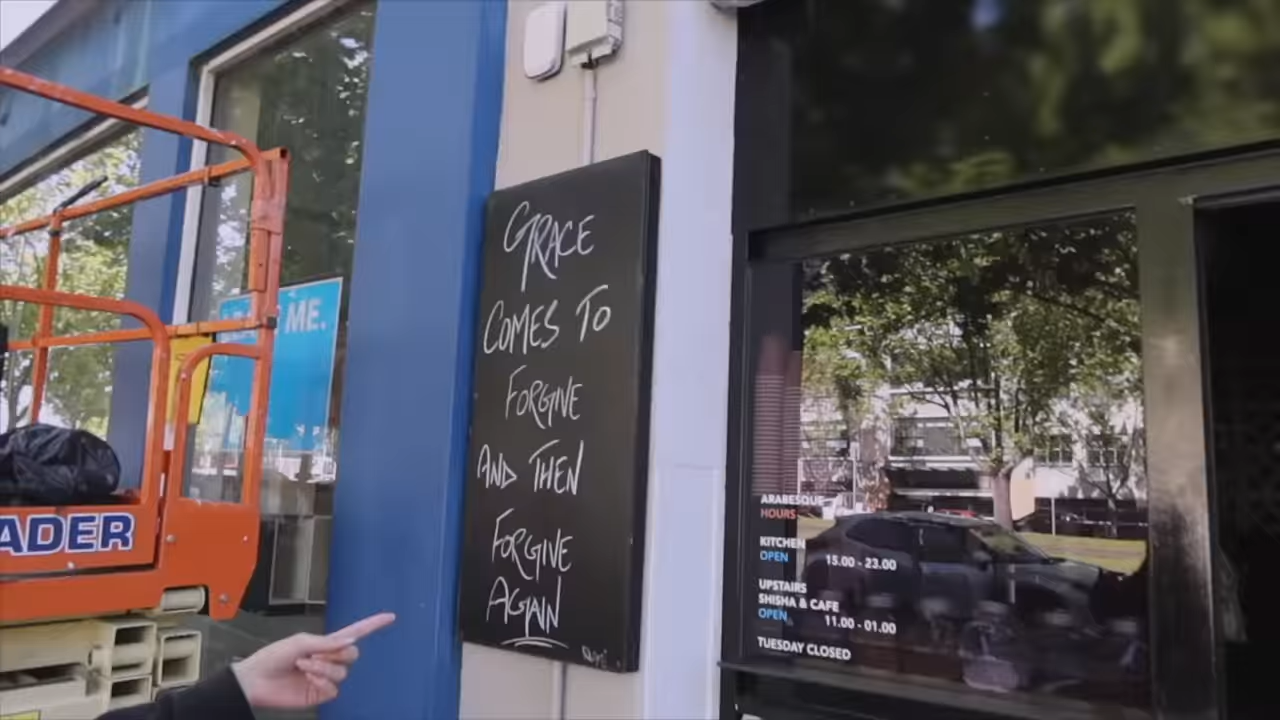 GRACE
COMES TO
FORGIVE
AND THEN
FORGIVE
AGAIN
ME.
ADER
ARABESQUE
HOURS
KITCHEN
OPEN 15.00 - 23.00
UPSTAIRS
SHISHA & CAFE
OPEN 11.00 - 01.00
TUESDAY CLOSED